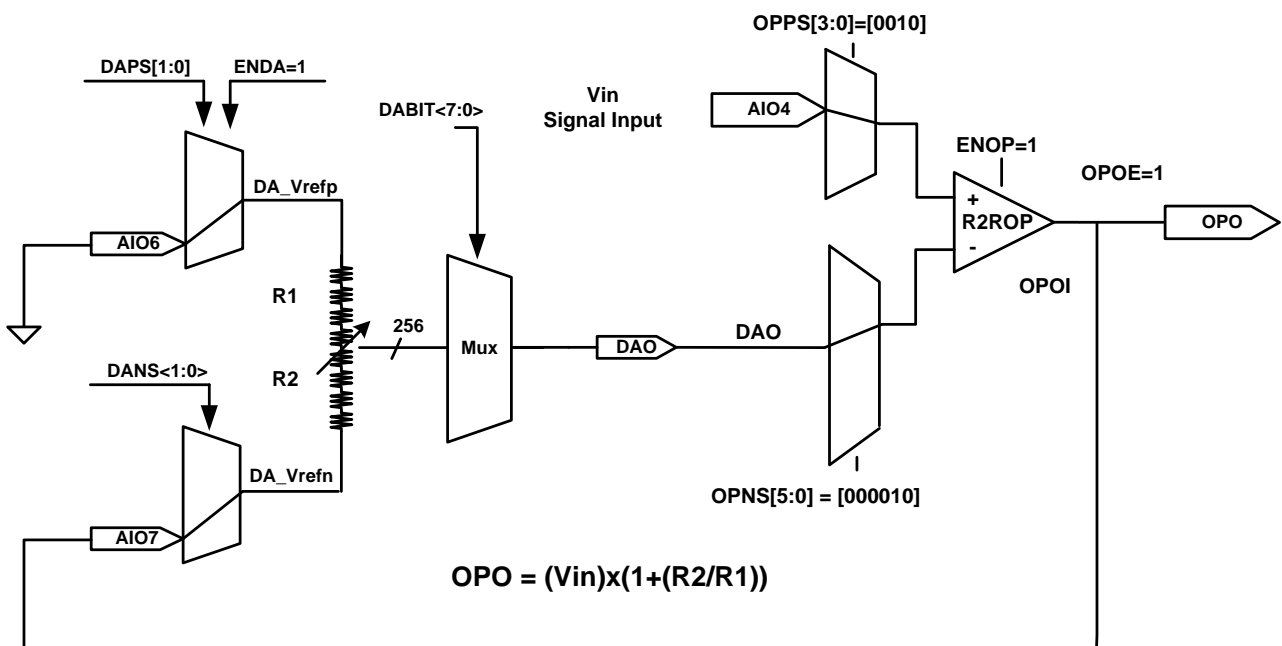 OPPS[3:0]=[0010]
DAPS[1:0]
ENDA=1
DABIT<7:0>
Vin
Signal Input
AIO4
ENOP=1
OPOE=1
DA_Vrefp
+
R2ROP
-
OPO
AIO6
OPOI
R1
256
Mux
DAO
DAO
R2
DANS<1:0>
DA_Vrefn
OPNS[5:0] = [000010]
AIO7
OPO = (Vin)x(1+(R2/R1))